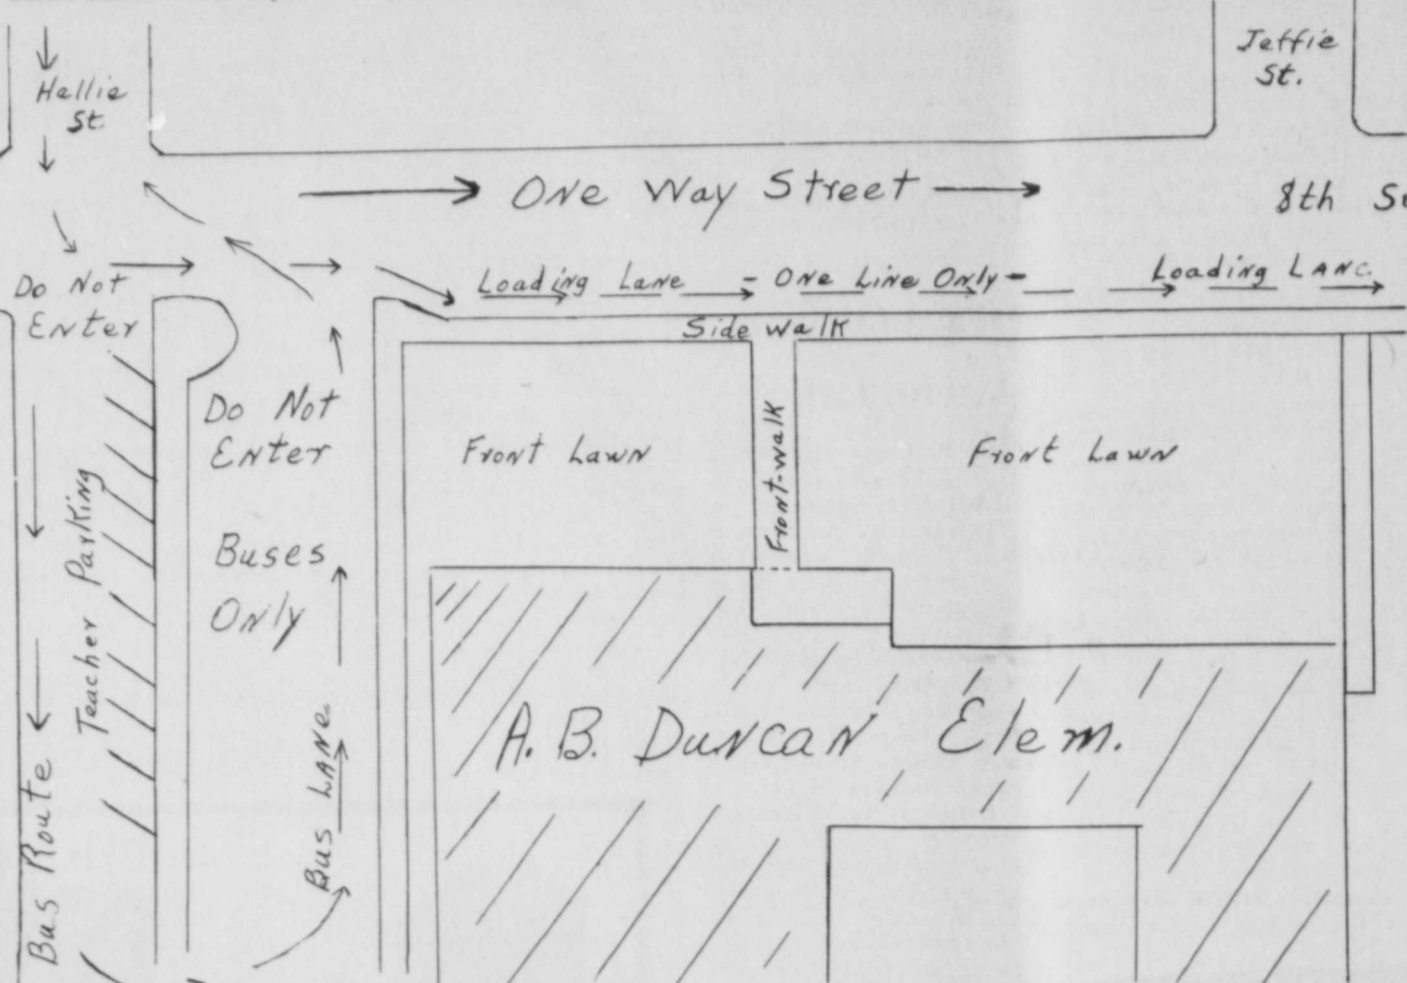 Jeffie
St.
Hallie
St.
One Way Street
8th
Loading Lane - One Line Only -
Loading Lane
Do Not
Enter
Side walk
Do Not
Enter
Front Lawn
Front-walk
Front Lawn
Teacher Parking
Buses
Only
A. B. Duncan Elem.
Bus Lane
Bus Route